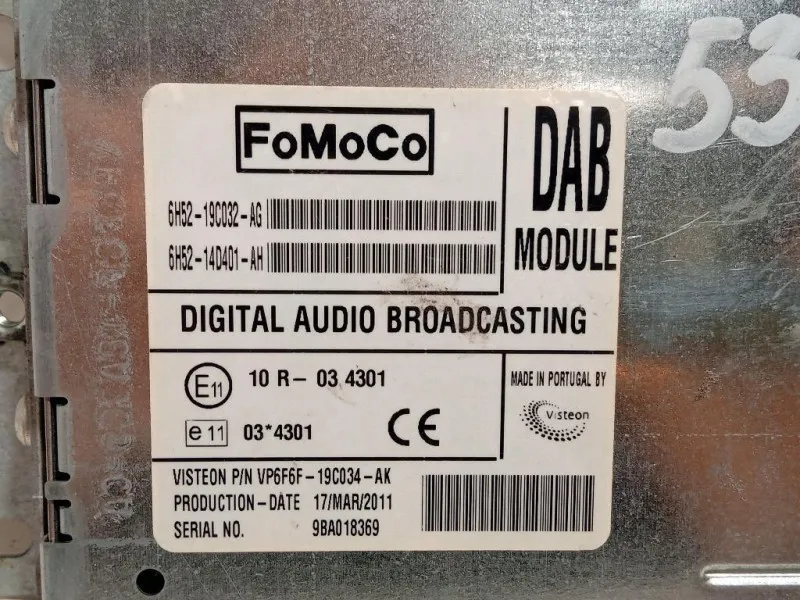 53
FoMoCo
DAB
MODULE
6H52-19C032-AG
6H52-14D401-AH
DIGITAL AUDIO BROADCASTING
E11 10 R-03 4301
e 11 03*4301
CE
MADE IN PORTUGAL BY
Visteon
VISTEON P/N VP6F6F-19C034-AK
PRODUCTION-DATE 17/MAR/2011
SERIAL NO. 9BA018369